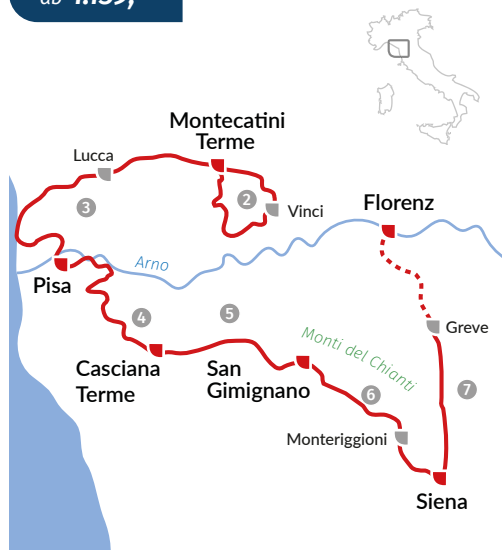 ab 1.159,
Montecatini
Terme
Lucca
2
3
Vinci
Florenz
Arno
Pisa
4
5
Greve
Monti del Chianti
Casciana
Terme
San
Gimignano
6
7
Monteriggioni
Siena